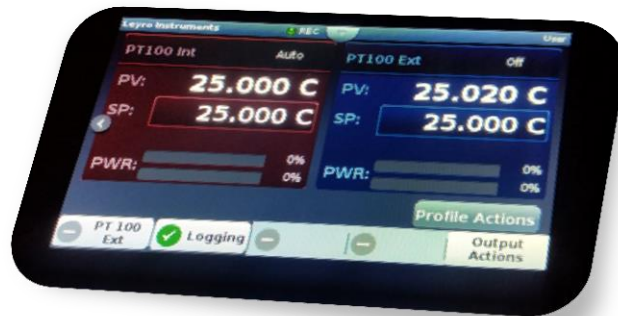 Leyro Instruments REC User
PT100 Int Auto
PV: 25.000 C
SP: 25.000 C
PWR: 0%
0%
PT100 Ext Off
PV: 25.020 C
SP: 25.000 C
PWR: 0%
0%
Profile Actions
PT 100
Ext
Logging
Output
Actions